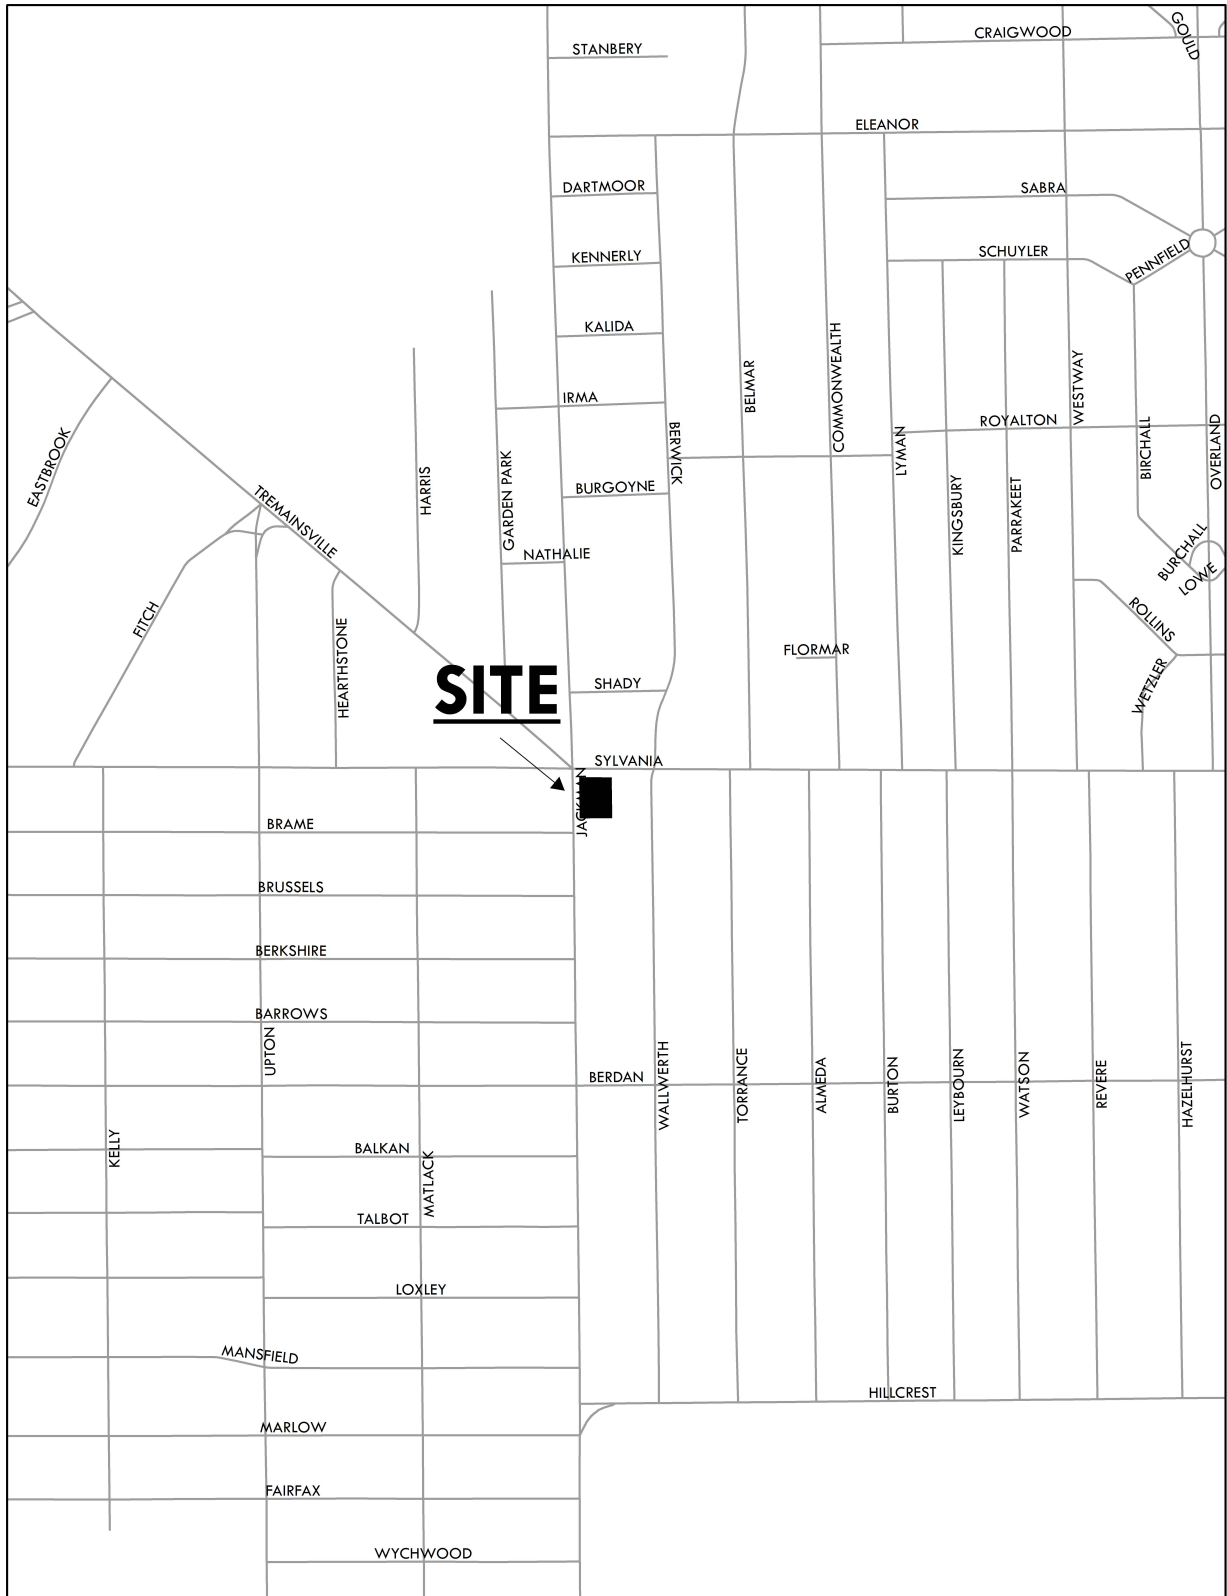 GOULD
CRAIGWOOD
STANBERY
ELEANOR
DARTMOOR
SABRA
KENNERLY
SCHUYLER
PENNFIELD
KALIDA
COMMONWEALTH
WESTWAY
BELMAR
IRMA
ROYALTON
BERWICK
LYMAN
BIRCHALL
OVERLAND
EASTBROOK
HARRIS
GARDEN PARK
BURGOYNE
KINGSBURY
PARRAKEET
TREMAINSVILLE
NATHALIE
BURCHALL
LOWE
FITCH
HEARTHSTONE
ROLLINS
FLORMAR
SHADY
WETZLER
SITE
SYLVANIA
BRAME
BRUSSELS
BERKSHIRE
BARROWS
UPTON
BERDAN
WALLWERTH
TORRANCE
ALMEDA
BURTON
LEYBOURN
WATSON
REVERE
HAZELHURST
KELLY
BALKAN
MATLACK
TALBOT
LOXLEY
MANSFIELD
HILLCREST
MARLOW
FAIRFAX
WYCHWOOD